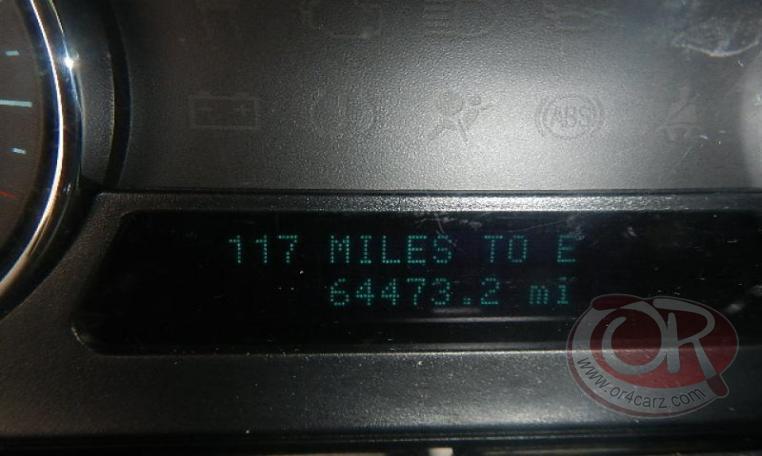 ABS
117 MILES TO E
64473.2 mi
OR
www.or4carz.com